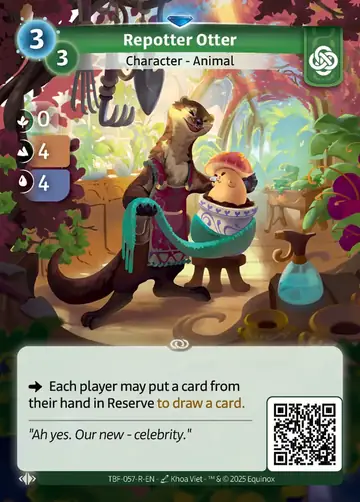 3
3
Repotter Otter
Character - Animal
0
4
4
Each player may put a card from
their hand in Reserve to draw a card.
"Ah yes. Our new - celebrity."
TBF-057-R-EN - Khoa Viet - ™ & © 2025 Equinox